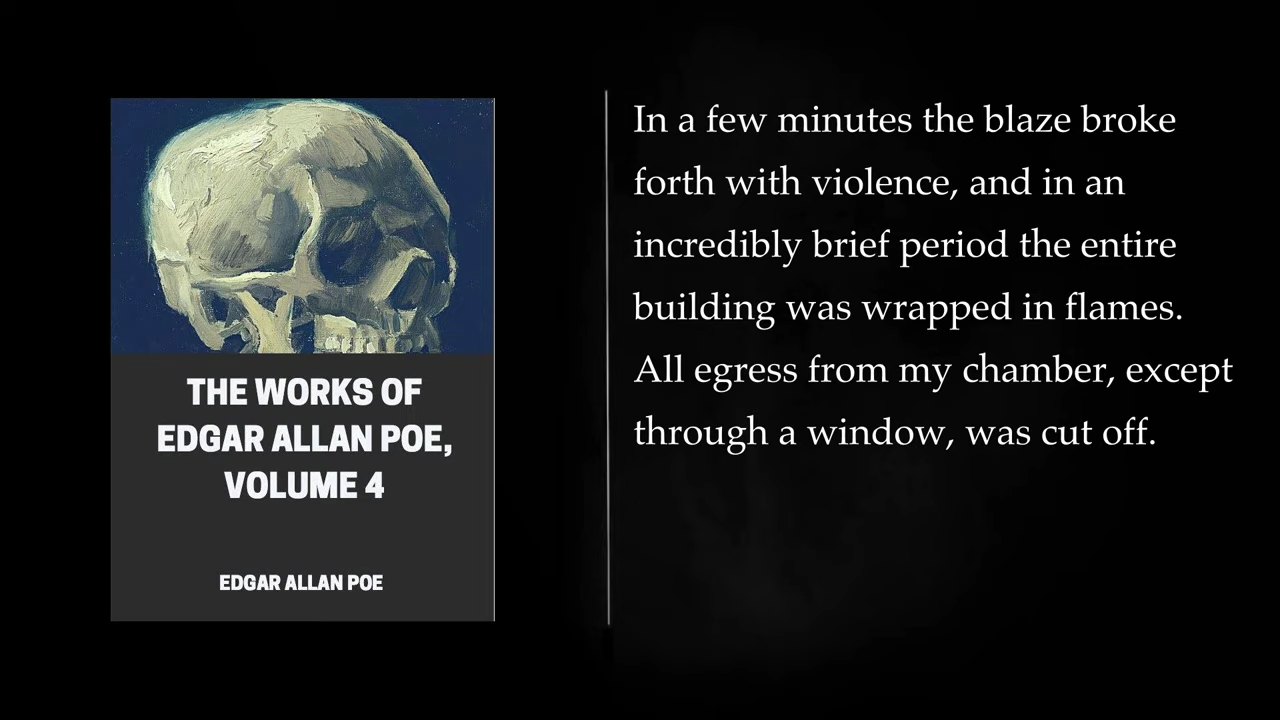 THE WORKS OF
EDGAR ALLAN POE,
VOLUME 4
EDGAR ALLAN POE
In a few minutes the blaze broke
forth with violence, and in an
incredibly brief period the entire
building was wrapped in flames.
All egress from my chamber, except
through a window, was cut off.